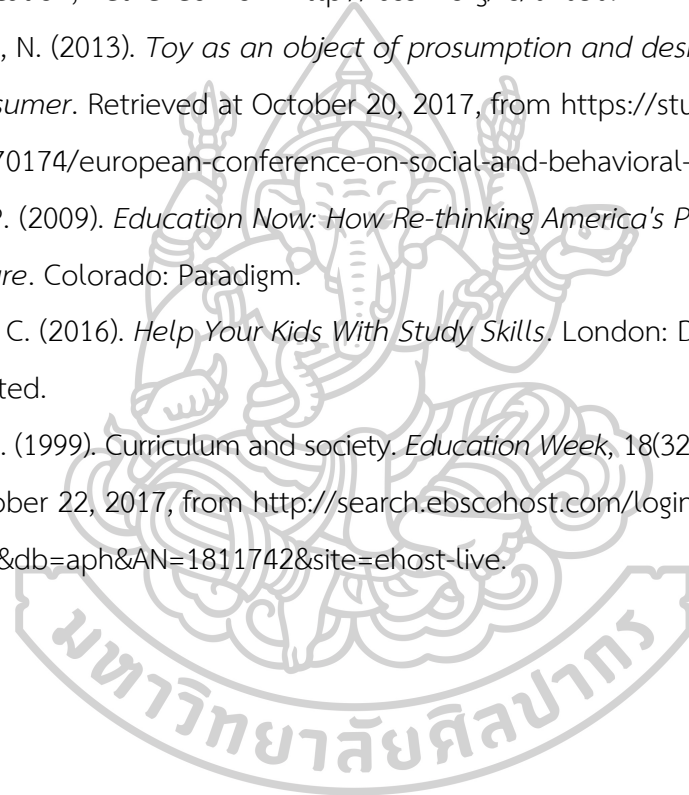 , N. (2013). Toy as an object of prosumption and desi
sumer. Retrieved at October 20, 2017, from https://stu
70174/european-conference-on-social-and-behavioral-
. (2009). Education Now: How Re-thinking America's P
re. Colorado: Paradigm.
C. (2016). Help Your Kids With Study Skills. London: D
ted.
. (1999). Curriculum and society. Education Week, 18(32
ober 22, 2017, from http://search.ebscohost.com/login
&db=aph&AN=1811742&site=ehost-live.
มหาวิทยาลัยศิลปากร